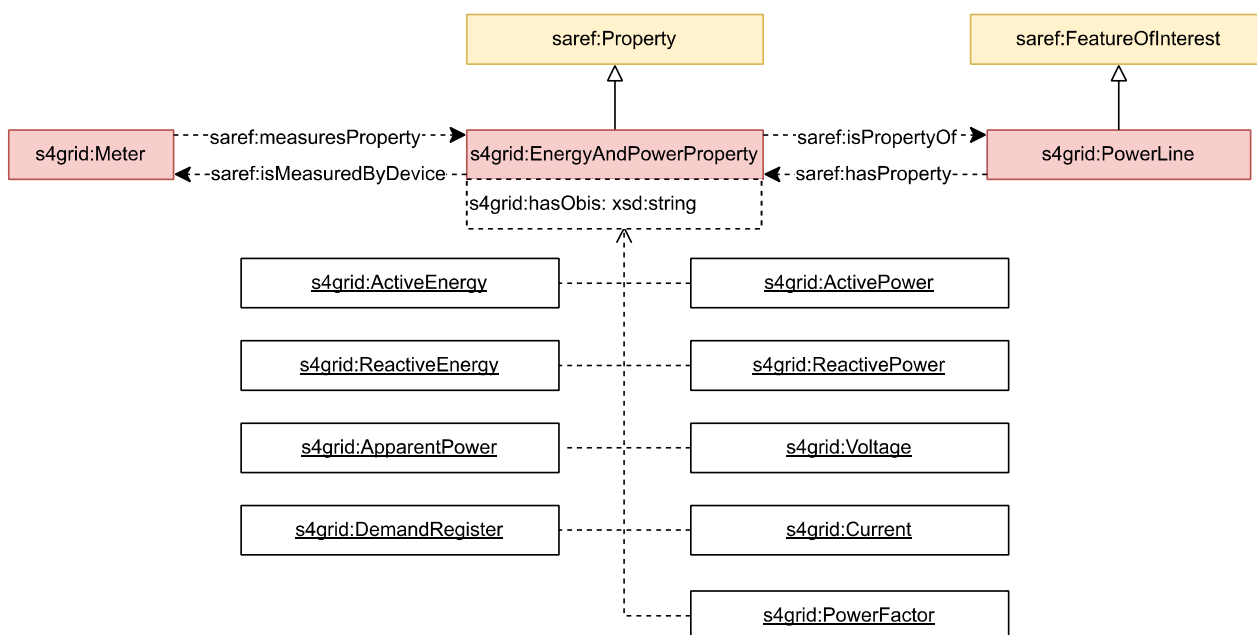 saref:Property
saref:FeatureOfInterest
saref:measuresProperty
saref:isPropertyOf
s4grid:Meter
s4grid:EnergyAndPowerProperty
s4grid:PowerLine
saref:isMeasuredByDevice
saref:hasProperty
s4grid:hasObis: xsd:string
s4grid:ActiveEnergy
s4grid:ActivePower
s4grid:ReactiveEnergy
s4grid:ReactivePower
s4grid:ApparentPower
s4grid:Voltage
s4grid:DemandRegister
s4grid:Current
s4grid:PowerFactor